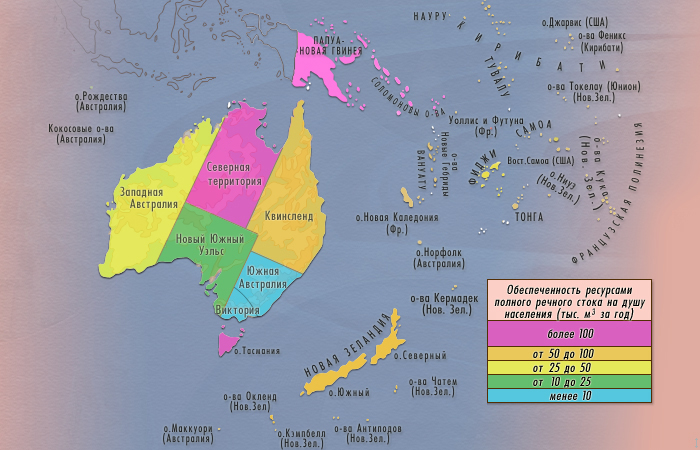 НАУРУ
КИРИБАТИ
о.Джарвис (США)
о-ва Феникс
(Кирибати)
ПАПУА-
НОВАЯ ГВИНЕЯ
ТУВАЛУ
СОЛОМОНОВЫ О-ВА
о-ва Токелау (Юнион)
(Нов.Зел.)
о.Рождества
(Австралия)
Кокосовые о-ва
(Австралия)
Уоллис и Футуна
(Фр.)
САМОА
о-ва
Новые Гебриды
ВАНУАТУ
ФИДЖИ
Вост.Самоа (США)
о.Ниуэ
(Нов.Зел.)
о-ва Кука
(Нов. Зел.)
ФРАНЦУЗСКАЯ ПОЛИНЕЗИЯ
Северная
территория
Западная
Австралия
Квинсленд
Новый Южный
Уэльс
о.Новая Каледония
(Фр.)
ТОНГА
о.Норфолк
(Австралия)
Южная
Австралия
Виктория
о-ва Кермадек
(Нов. Зел.)
Обеспеченность ресурсами
полного речного стока на душу
населения (тыс. м³ за год)
более 100
от 50 до 100
от 25 до 50
от 10 до 25
менее 10
о.Тасмания
НОВАЯ ЗЕЛАНДИЯ
о.Северный
о.Южный
о-ва Чатем
(Нов.Зел.)
о-ва Окленд
(Нов.Зел.)
о.Маккуори
(Австралия)
о.Кэмпбелл
(Нов.Зел.)
о-ва Антиподов
(Нов.Зел.)